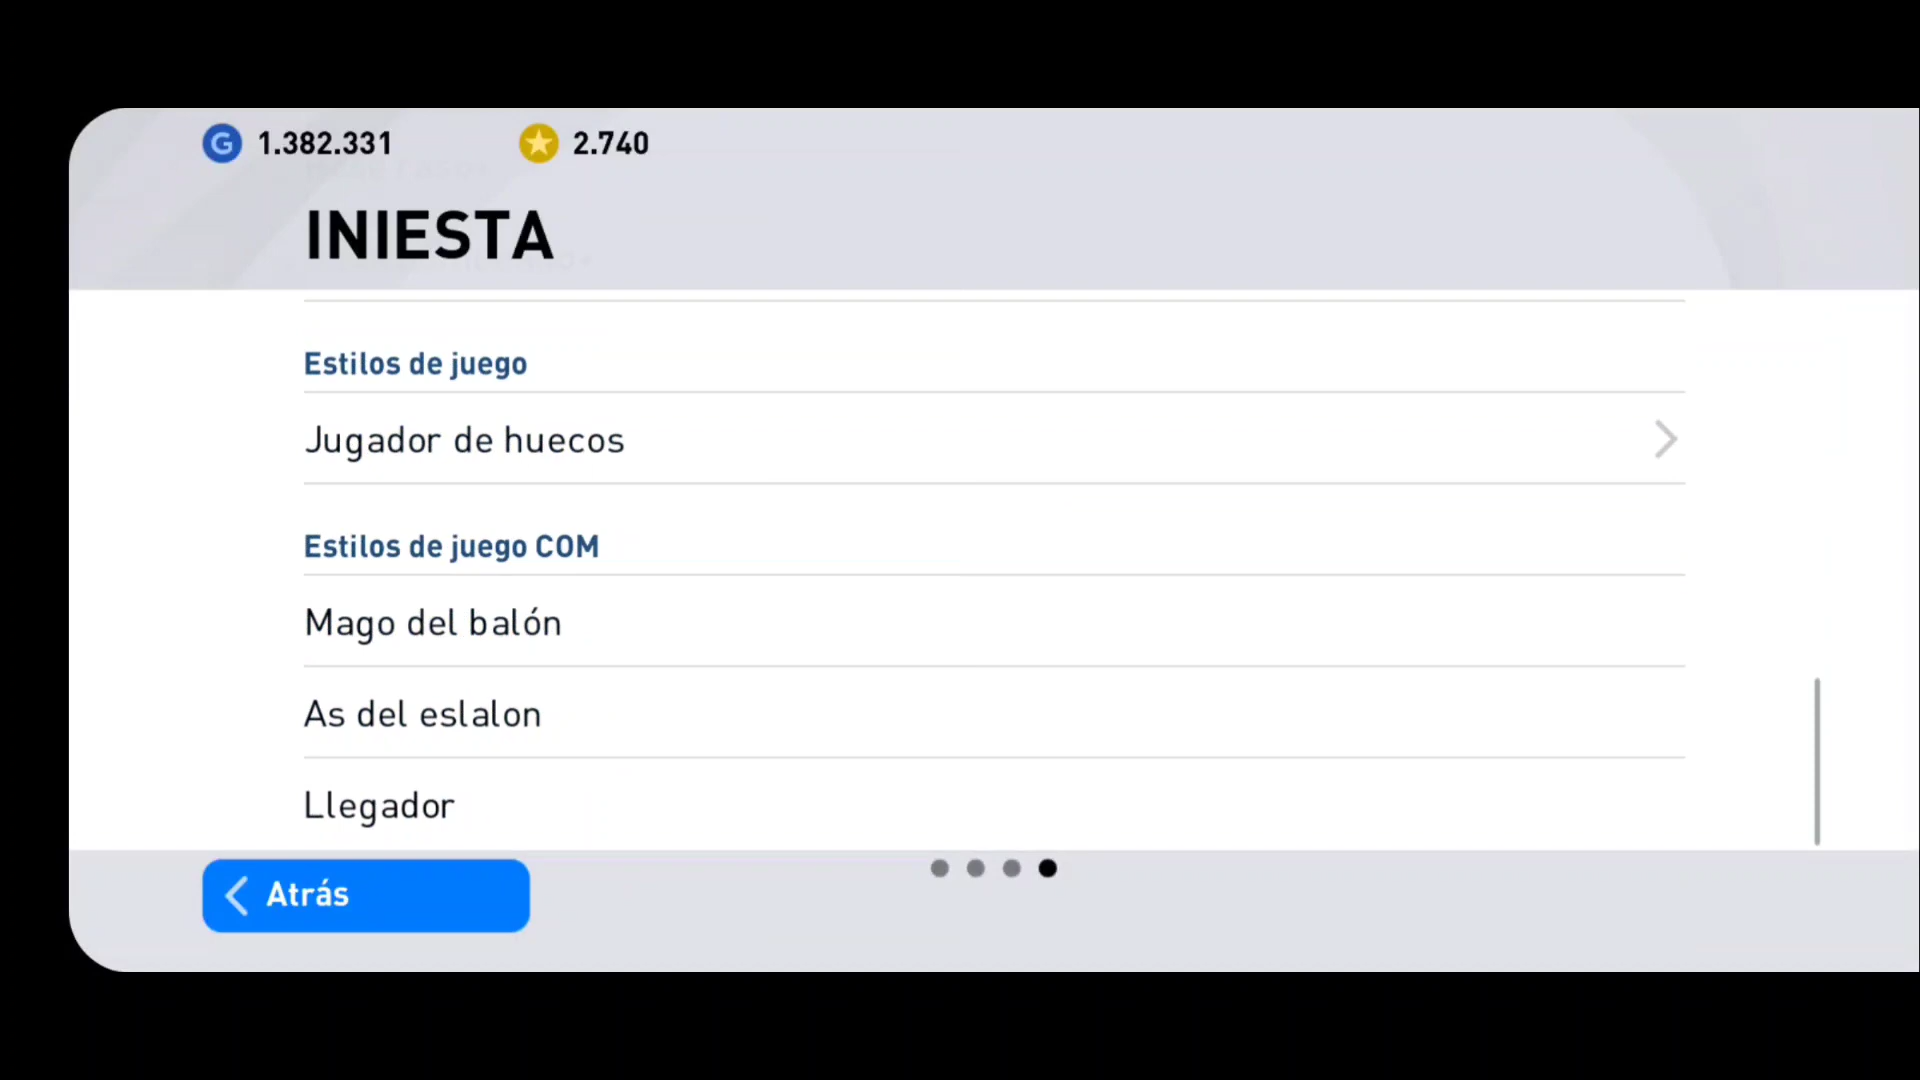 G 1.382.331 2.740
INIESTA
Estilos de juego
Jugador de huecos
Estilos de juego COM
Mago del balón
As del eslalon
Llegador
Atrás